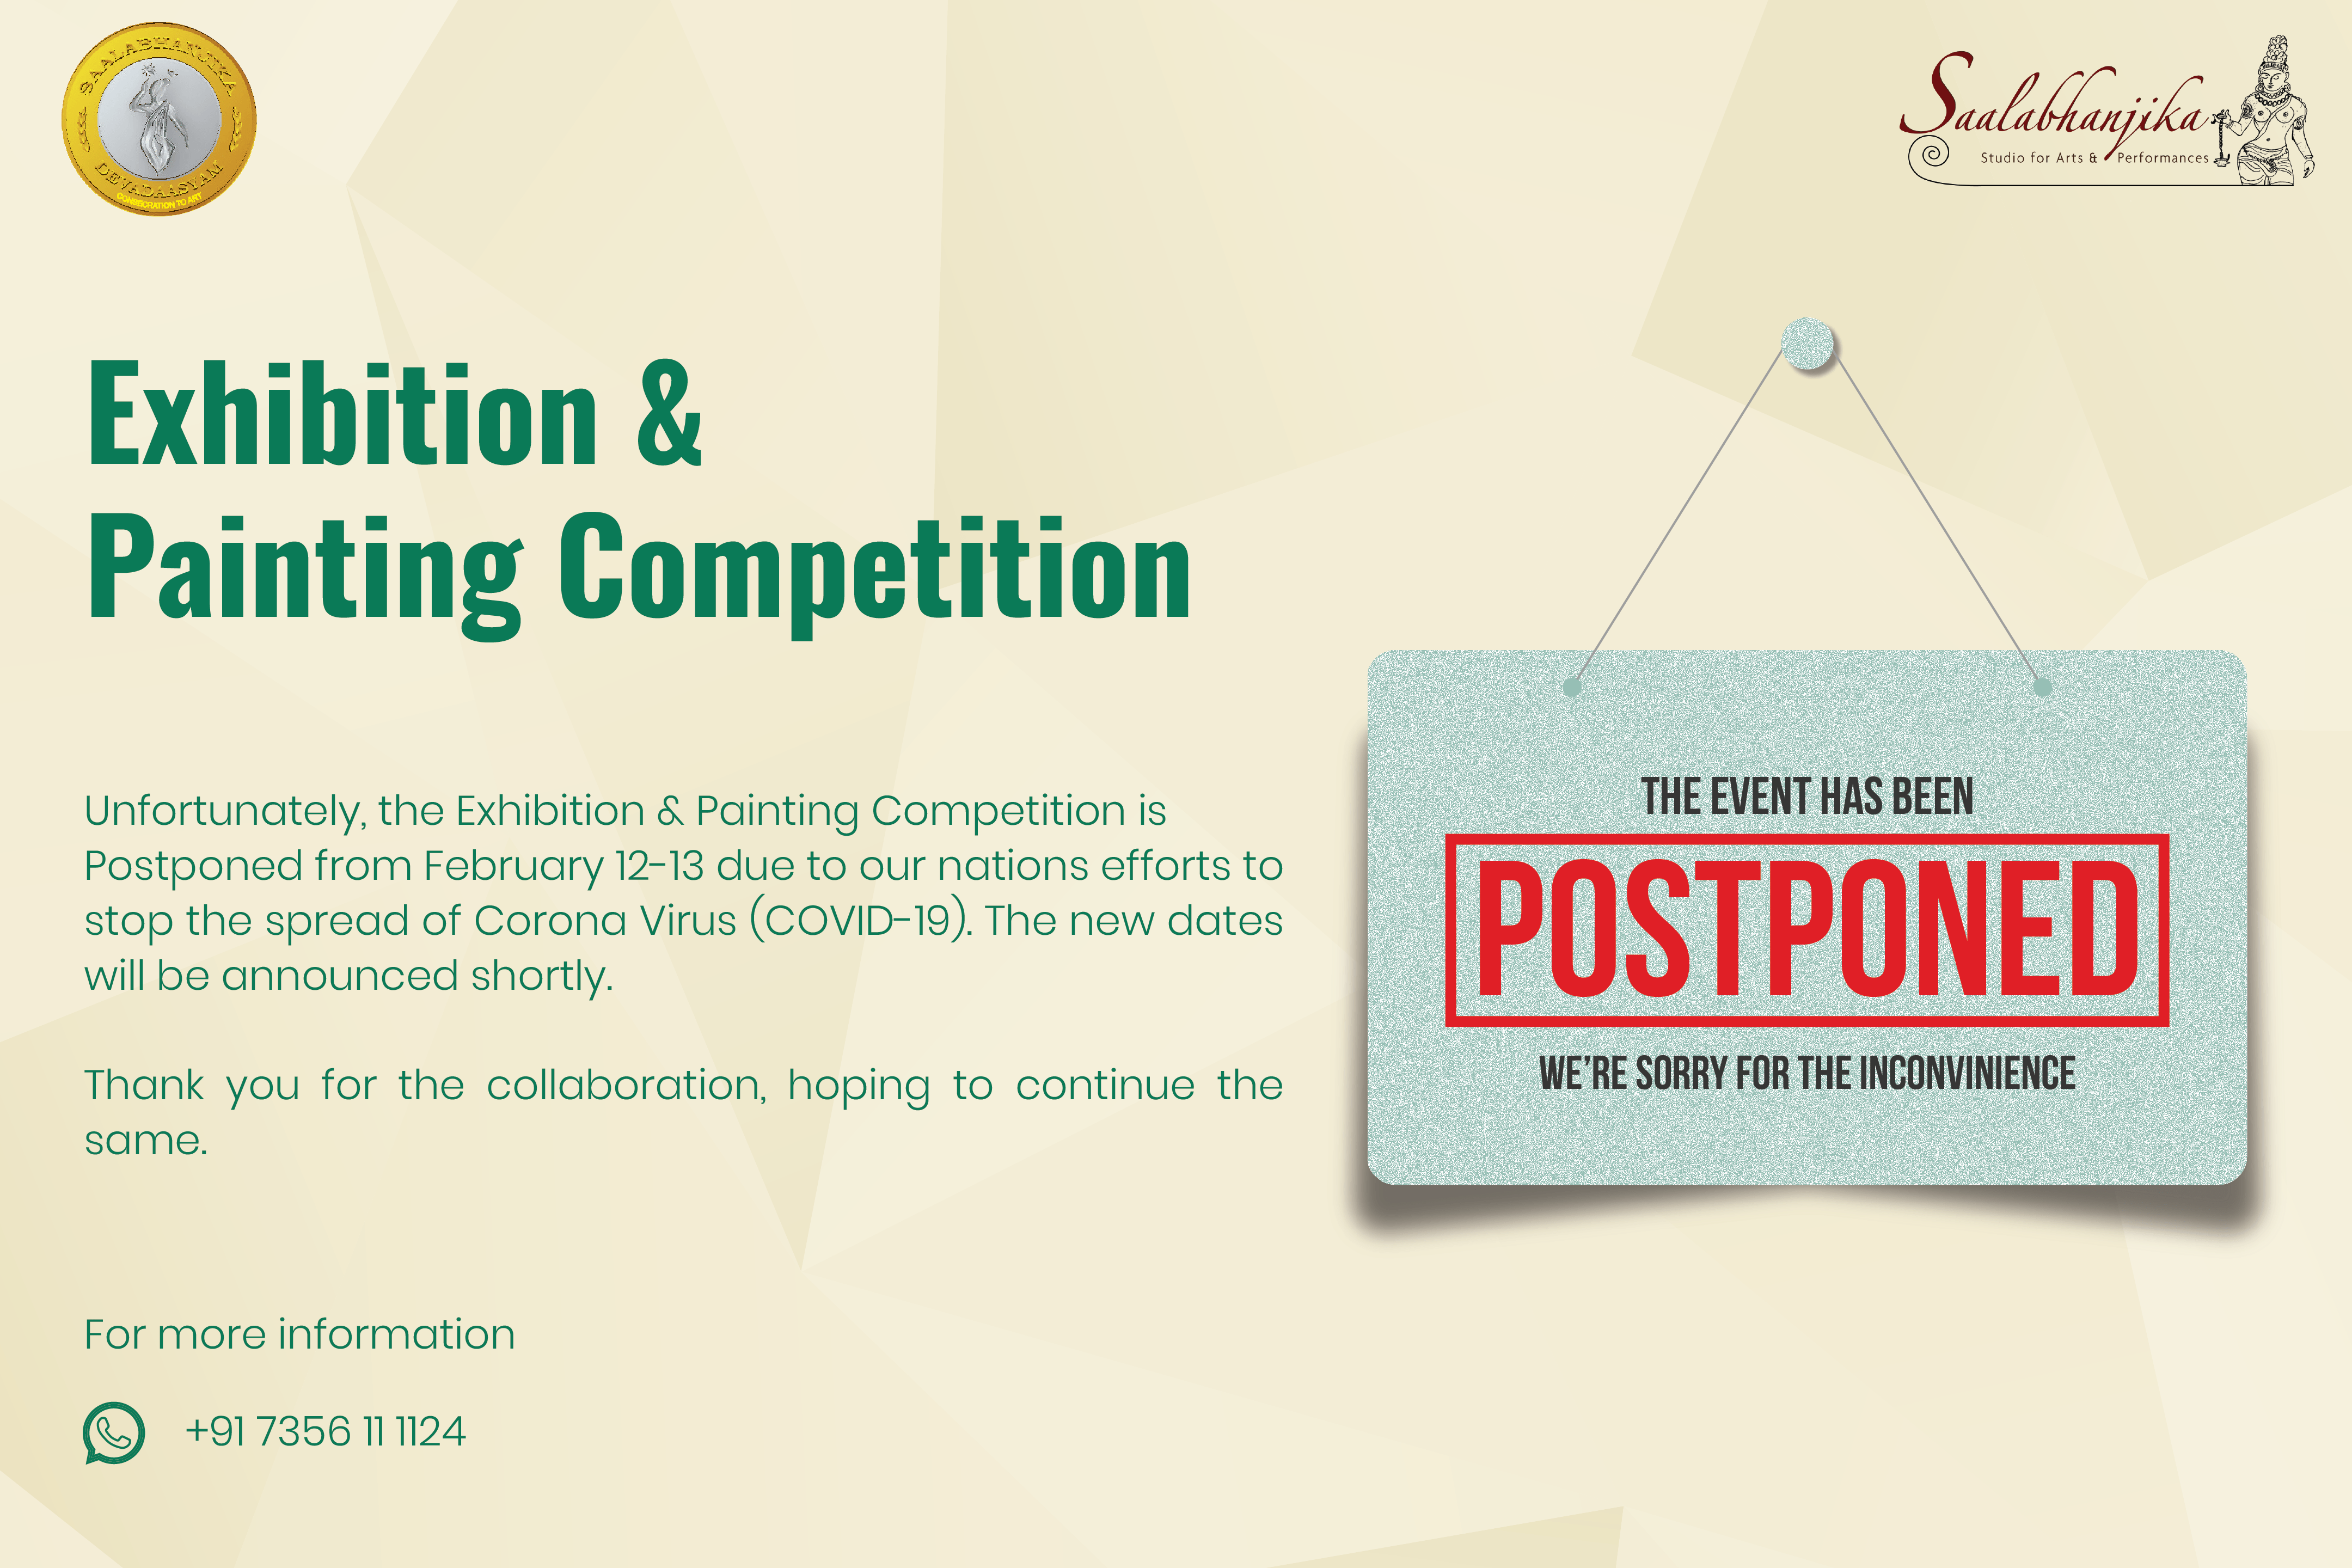 SAALABHANJIKA
DEVADAASYAM
CONSECRATION TO ART
Saalabhanjika
Studio for Arts & Performances
Exhibition &
Painting Competition
Unfortunately, the Exhibition & Painting Competition is
Postponed from February 12-13 due to our nations efforts to
stop the spread of Corona Virus (COVID-19). The new dates
will be announced shortly.
Thank you for the collaboration, hoping to continue the
same.
For more information
+91 7356 11 1124
THE EVENT HAS BEEN
POSTPONED
WE'RE SORRY FOR THE INCONVINIENCE